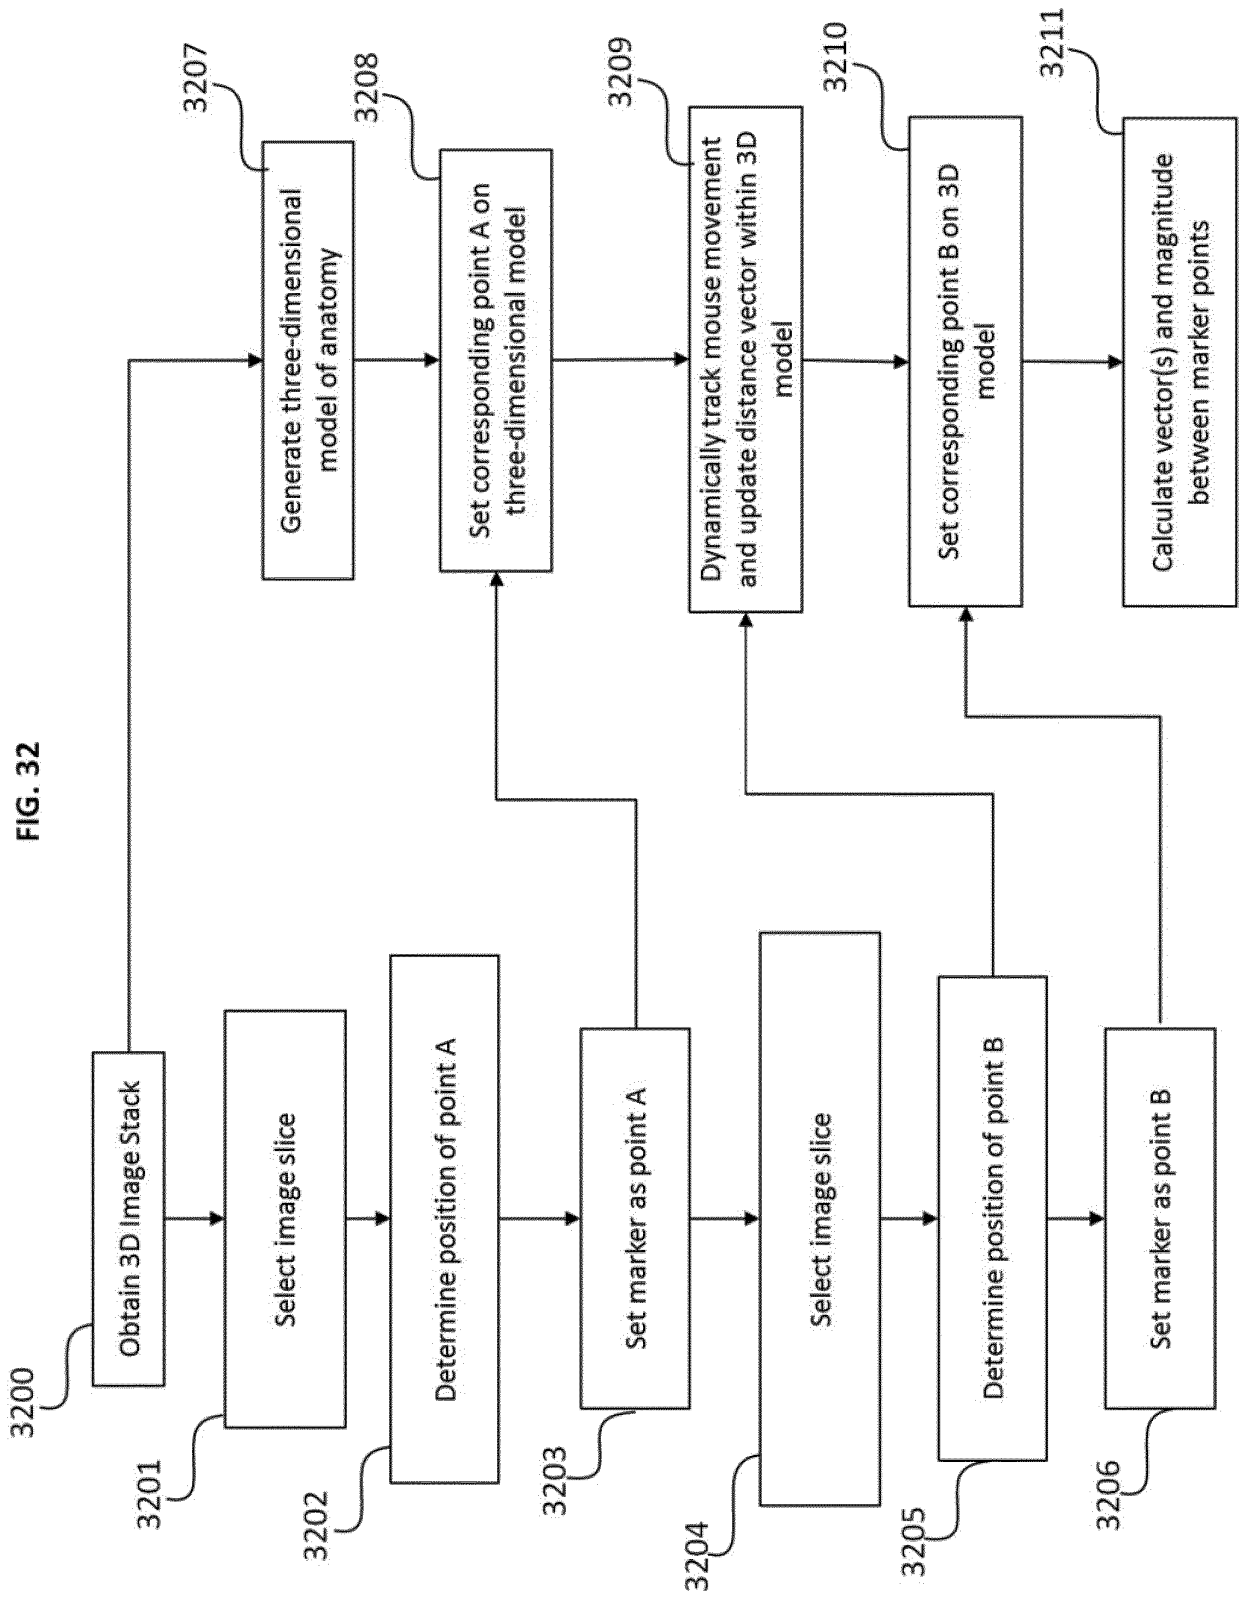 FIG. 32
3200
Obtain 3D Image Stack
3201
Select image slice
3202
Determine position of point A
3203
Set marker as point A
3204
Select image slice
3205
Determine position of point B
3206
Set marker as point B
3207
Generate three-dimensional
model of anatomy
3208
Set corresponding point A on
three-dimensional model
3209
Dynamically track mouse movement
and update distance vector within 3D
model
3210
Set corresponding point B on 3D
model
3211
Calculate vector(s) and magnitude
between marker points